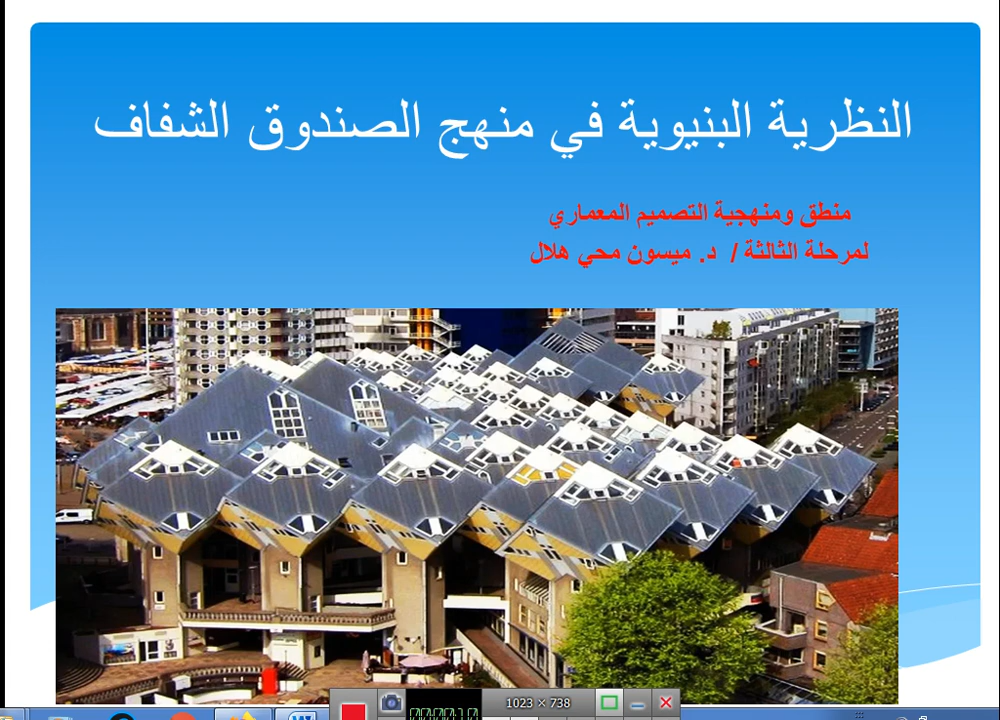 النظرية البنيوية في منهج الصندوق الشفاف
منطق ومنهجية التصميم المعماري
لمرحلة الثالثة / د. ميسون محي هلال
1023 × 738